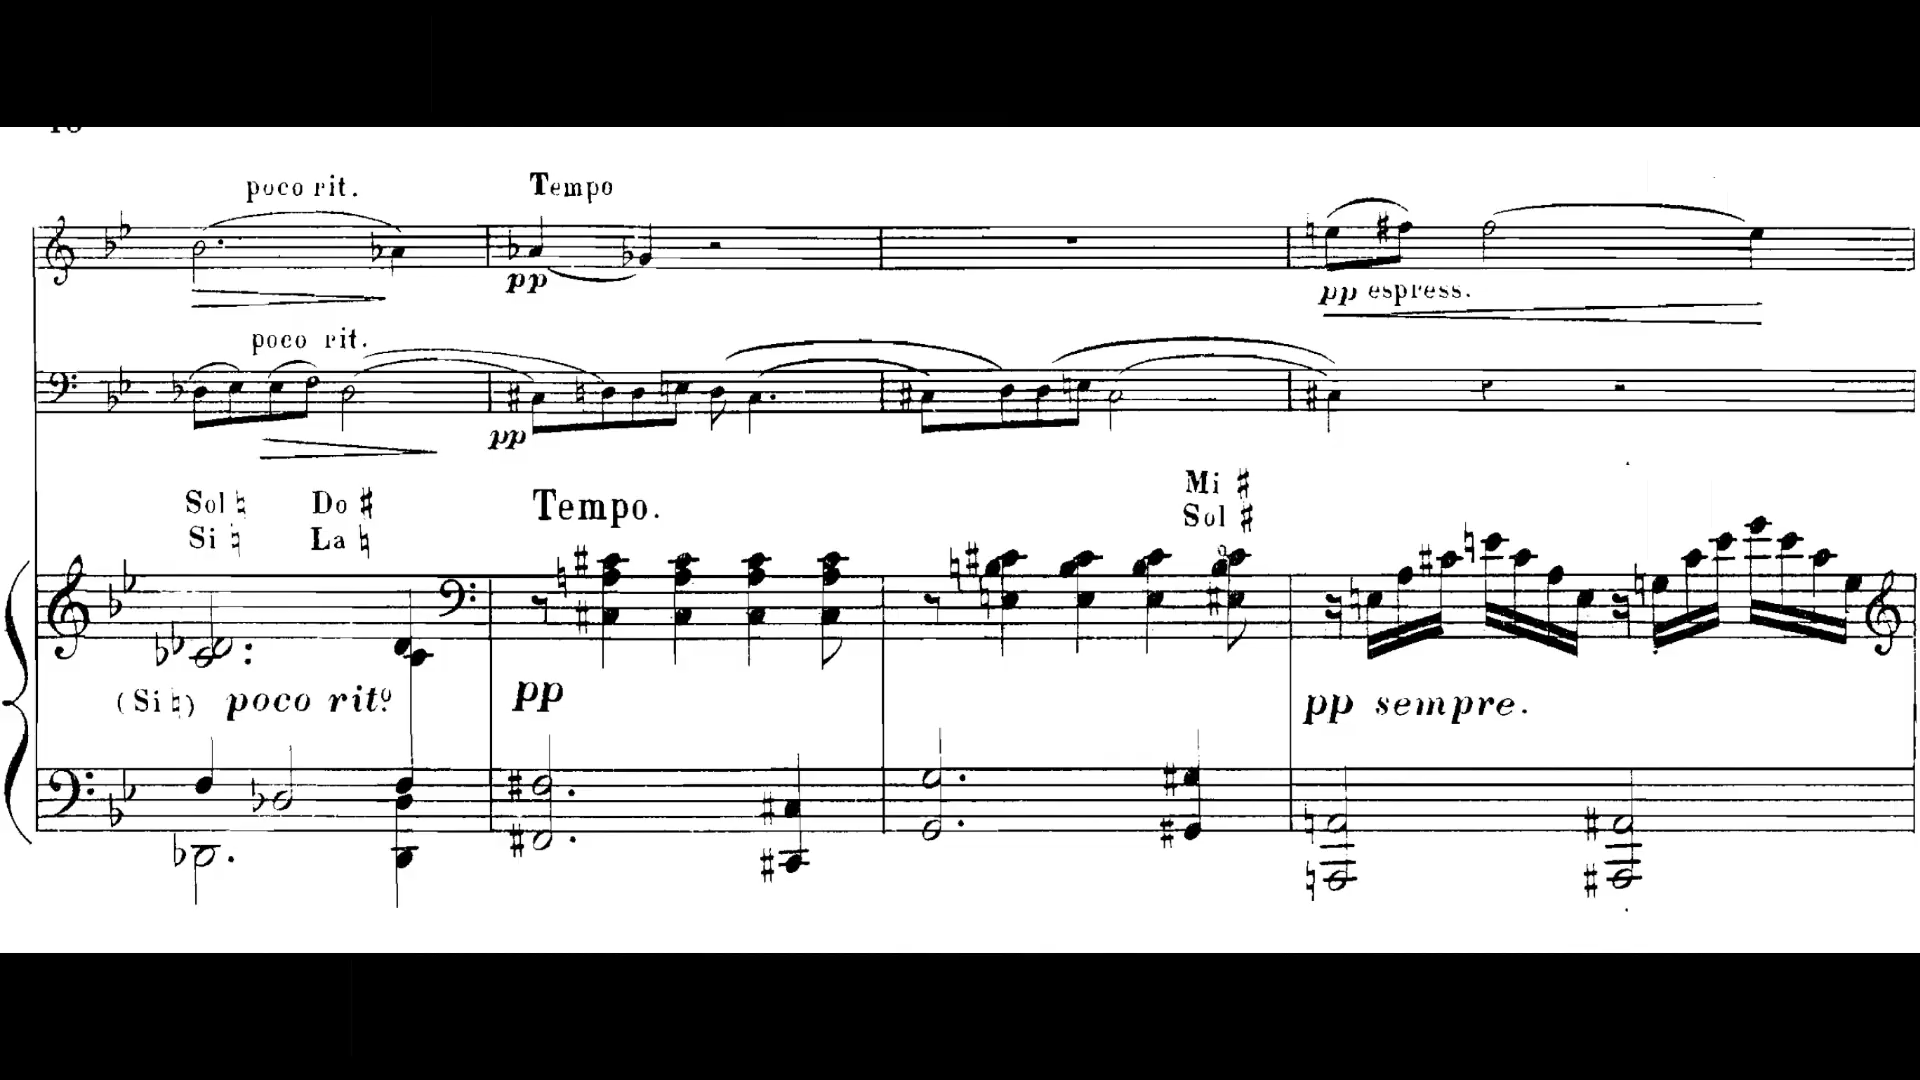 poco rit.
Tempo
pp
pp espress.
poco rit.
pp
Sol ♮ Do ♯
Si ♮ La ♮
Tempo.
Mi ♯
Sol ♯
(Si♮) poco rit⁰.
pp
pp sempre.